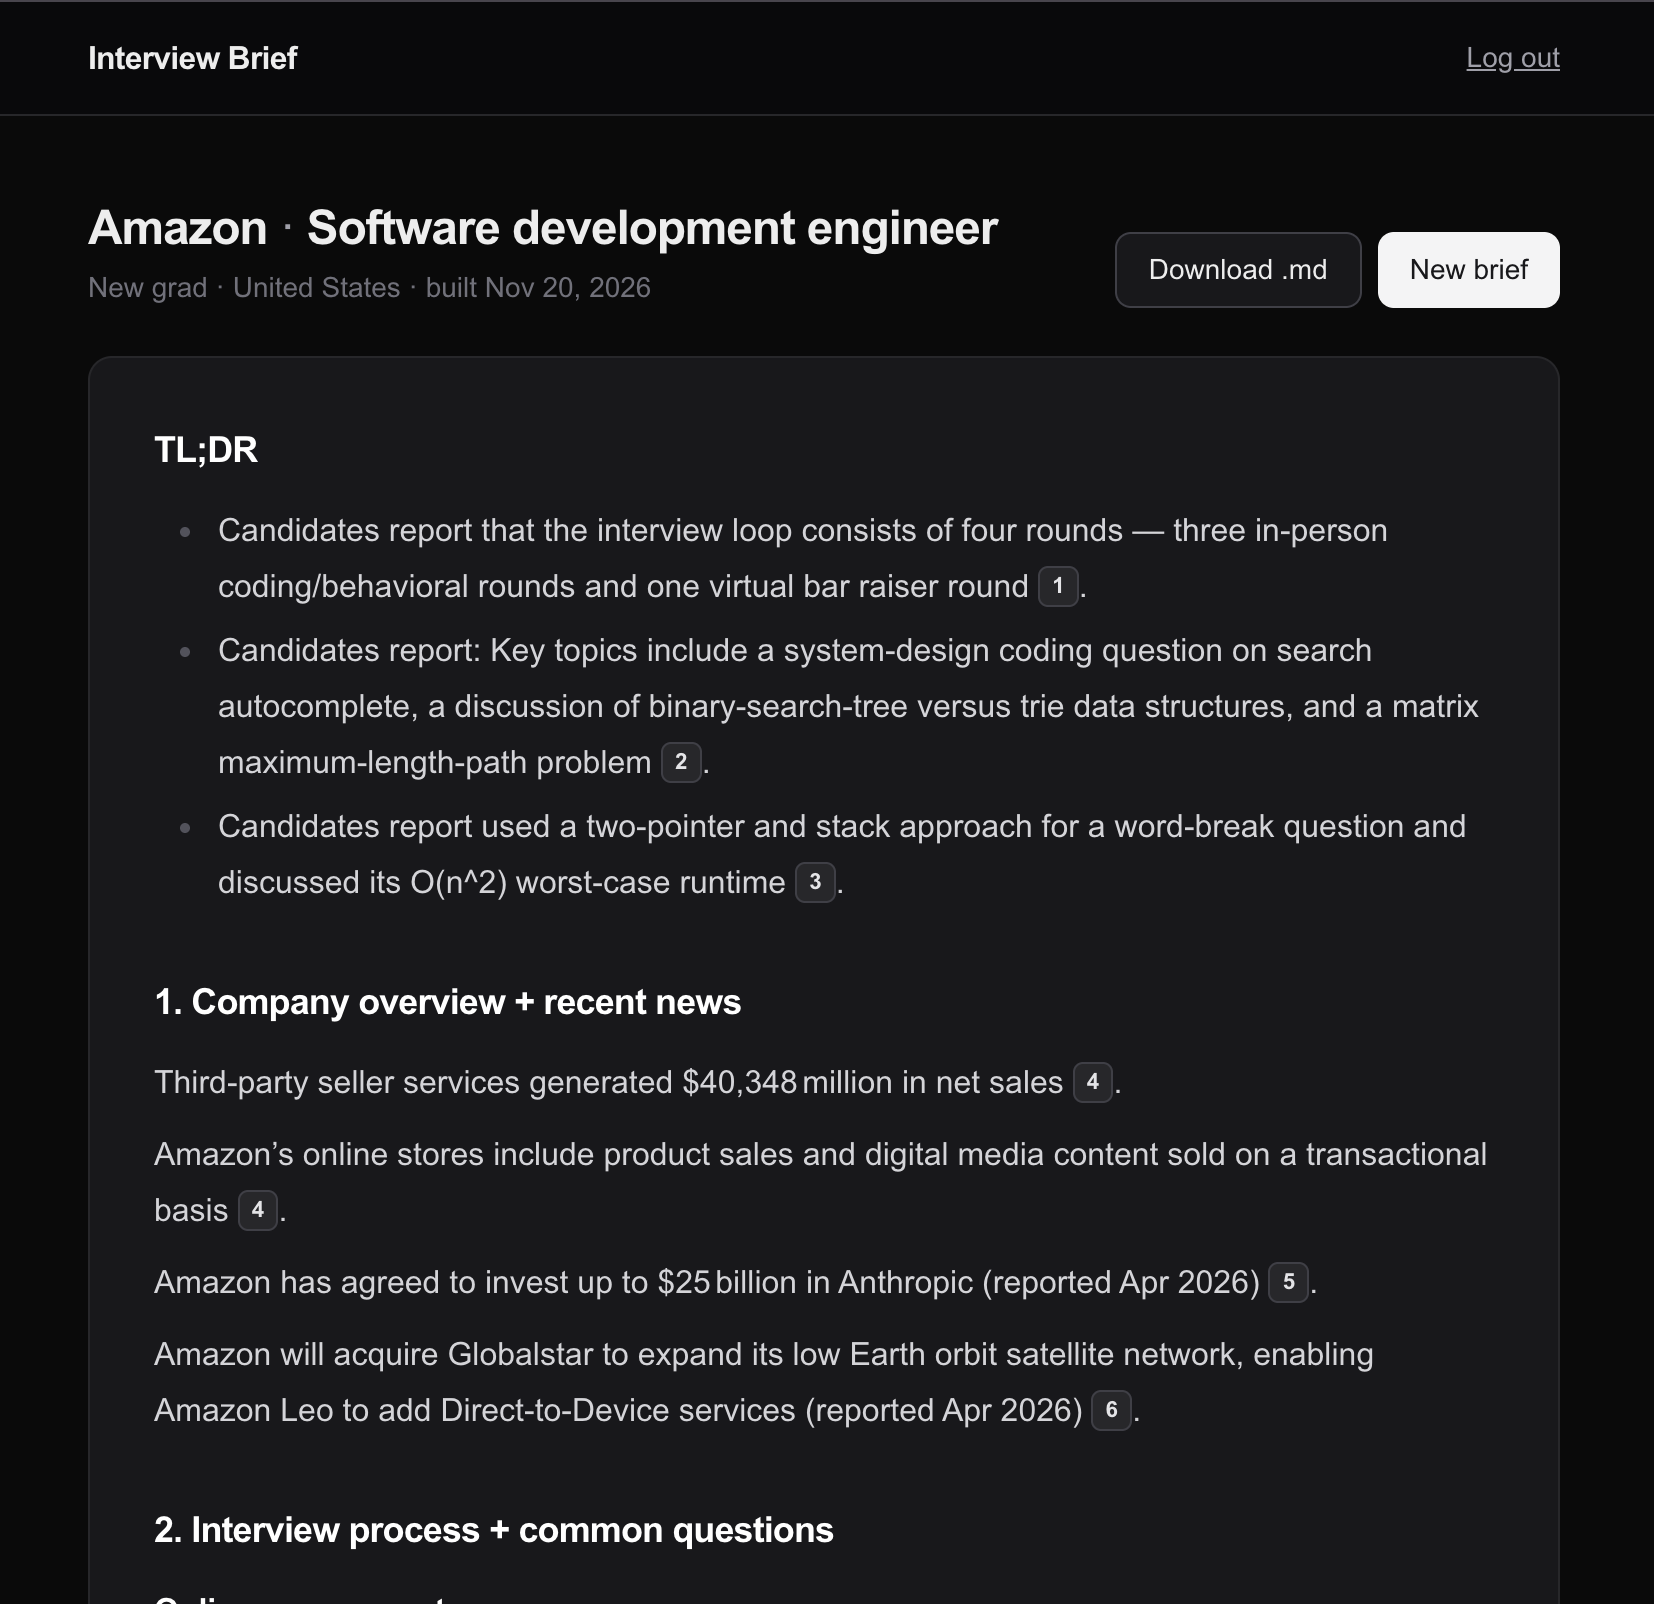 Interview Brief
Log out
Amazon · Software development engineer
New grad · United States · built Nov 20, 2026
Download .md
New brief
TL;DR
Candidates report that the interview loop consists of four rounds — three in-person
coding/behavioral rounds and one virtual bar raiser round 1.
Candidates report: Key topics include a system-design coding question on search
autocomplete, a discussion of binary-search-tree versus trie data structures, and a matrix
maximum-length-path problem 2.
Candidates report used a two-pointer and stack approach for a word-break question and
discussed its O(n^2) worst-case runtime 3.
1. Company overview + recent news
Third-party seller services generated $40,348 million in net sales 4.
Amazon’s online stores include product sales and digital media content sold on a transactional
basis 4.
Amazon has agreed to invest up to $25 billion in Anthropic (reported Apr 2026) 5.
Amazon will acquire Globalstar to expand its low Earth orbit satellite network, enabling
Amazon Leo to add Direct-to-Device services (reported Apr 2026) 6.
2. Interview process + common questions